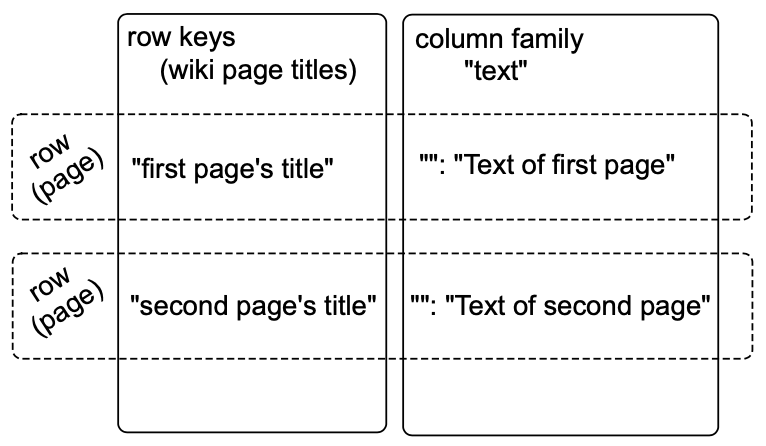 row keys
(wiki page titles)
column family
"text"
row
(page)
"first page's title"
"": "Text of first page"
row
(page)
"second page's title"
"": "Text of second page"